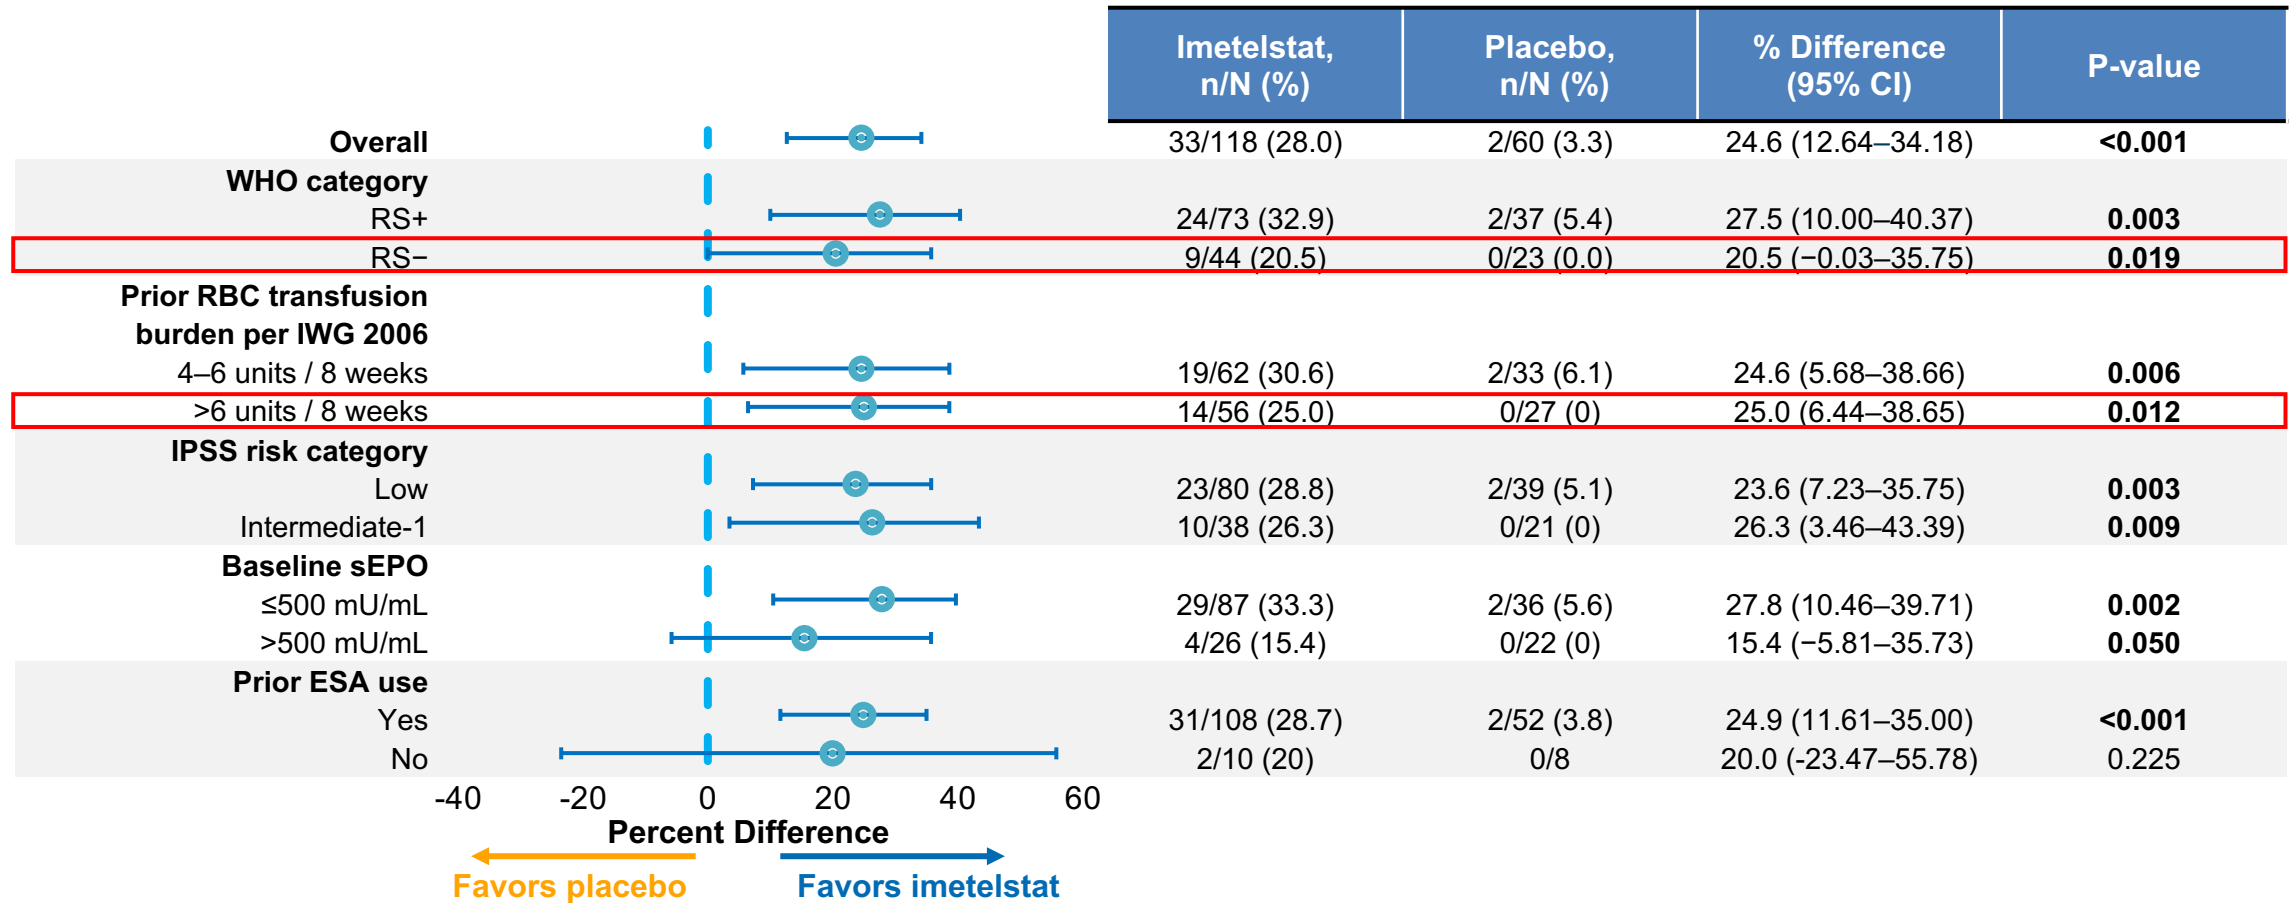 Imetelstat, n/N (%) Placebo, n/N (%) % Difference (95% CI) P-value
Overall 33/118 (28.0) 2/60 (3.3) 24.6 (12.64–34.18) <0.001
WHO category
RS+ 24/73 (32.9) 2/37 (5.4) 27.5 (10.00–40.37) 0.003
RS− 9/44 (20.5) 0/23 (0.0) 20.5 (−0.03–35.75) 0.019
Prior RBC transfusion
burden per IWG 2006
4–6 units / 8 weeks 19/62 (30.6) 2/33 (6.1) 24.6 (5.68–38.66) 0.006
>6 units / 8 weeks 14/56 (25.0) 0/27 (0) 25.0 (6.44–38.65) 0.012
IPSS risk category
Low 23/80 (28.8) 2/39 (5.1) 23.6 (7.23–35.75) 0.003
Intermediate-1 10/38 (26.3) 0/21 (0) 26.3 (3.46–43.39) 0.009
Baseline sEPO
≤500 mU/mL 29/87 (33.3) 2/36 (5.6) 27.8 (10.46–39.71) 0.002
>500 mU/mL 4/26 (15.4) 0/22 (0) 15.4 (−5.81–35.73) 0.050
Prior ESA use
Yes 31/108 (28.7) 2/52 (3.8) 24.9 (11.61–35.00) <0.001
No 2/10 (20) 0/8 20.0 (-23.47–55.78) 0.225
-40 -20 0 20 40 60
Percent Difference
Favors placebo Favors imetelstat